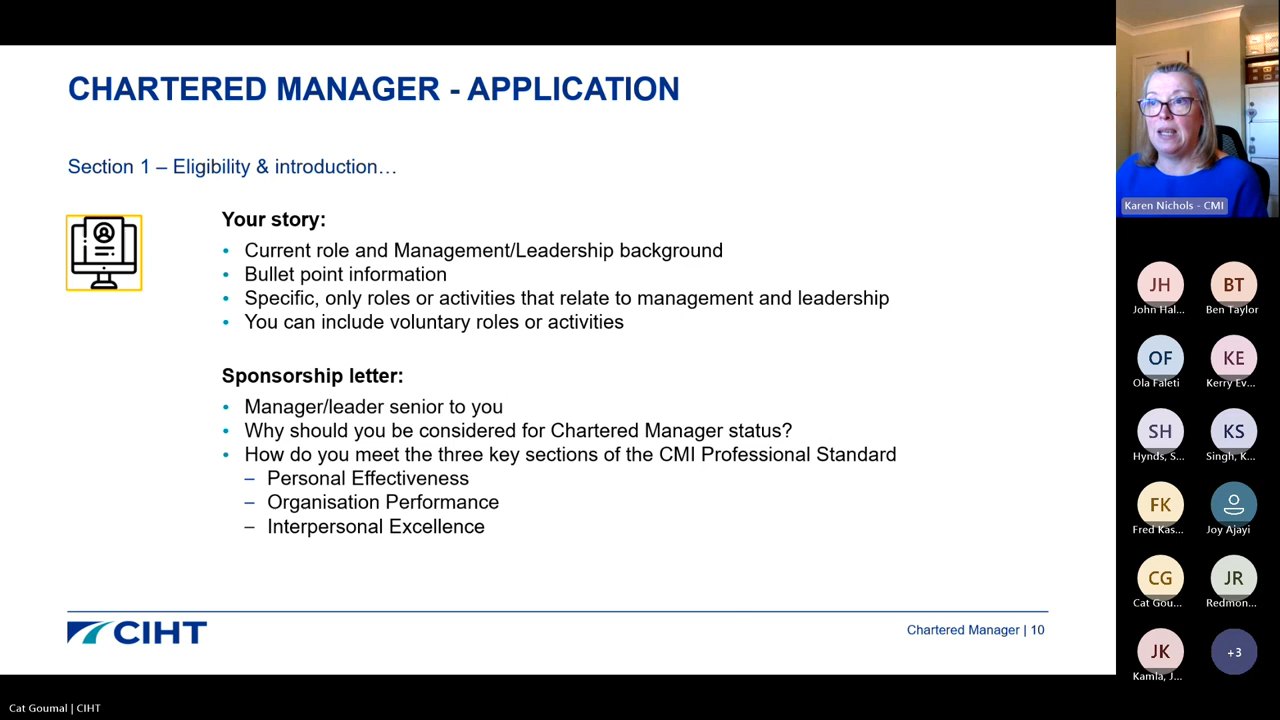 CHARTERED MANAGER - APPLICATION
Section 1 – Eligibility & introduction…
Your story:
• Current role and Management/Leadership background
• Bullet point information
• Specific, only roles or activities that relate to management and leadership
• You can include voluntary roles or activities
Sponsorship letter:
• Manager/leader senior to you
• Why should you be considered for Chartered Manager status?
• How do you meet the three key sections of the CMI Professional Standard
– Personal Effectiveness
– Organisation Performance
– Interpersonal Excellence
CIHT
Chartered Manager | 10
Karen Nichols - CMI
JH
John Hal...
BT
Ben Taylor
OF
Ola Faleti
KE
Kerry Ev...
SH
Hynds, S...
KS
Singh, K...
FK
Fred Kas...
Joy Ajayi
CG
Cat Gou...
JR
Redmon...
JK
Kamla, J...
+3
Cat Goumal | CIHT